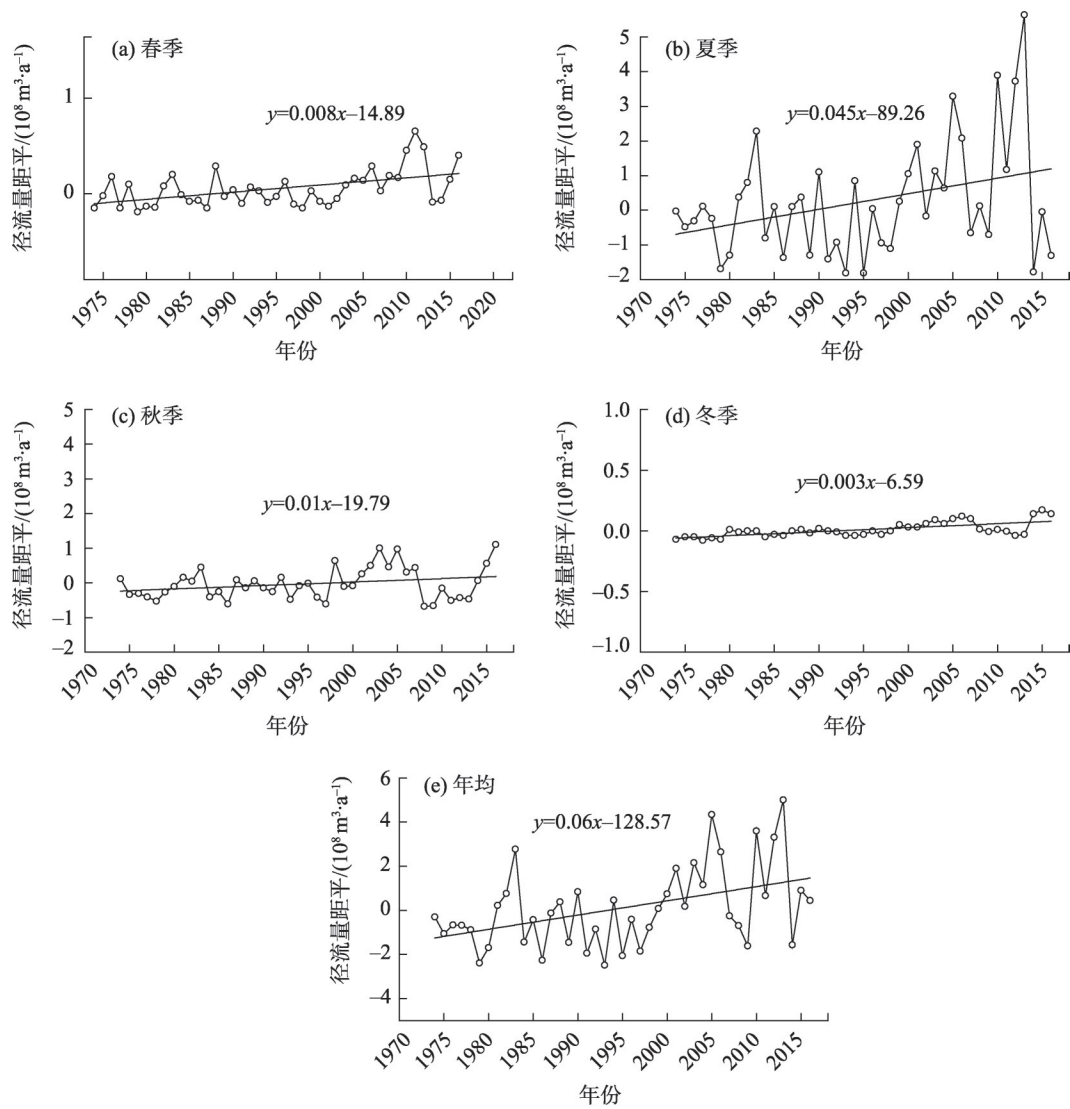 (a) 春季
径流量距平/(10⁸ m³·a⁻¹)
1
0
y=0.008x–14.89
1975 1980 1985 1990 1995 2000 2005 2010 2015 2020
年份
(b) 夏季
径流量距平/(10⁸ m³·a⁻¹)
5
4
3
2
1
0
–1
–2
y=0.045x–89.26
1970 1975 1980 1985 1990 1995 2000 2005 2010 2015
年份
(c) 秋季
径流量距平/(10⁸ m³·a⁻¹)
5
4
3
2
1
0
–1
–2
y=0.01x–19.79
1970 1975 1980 1985 1990 1995 2000 2005 2010 2015
年份
(d) 冬季
径流量距平/(10⁸ m³·a⁻¹)
1.0
0.5
0.0
–0.5
–1.0
y=0.003x–6.59
1970 1975 1980 1985 1990 1995 2000 2005 2010 2015
年份
(e) 年均
径流量距平/(10⁸ m³·a⁻¹)
6
4
2
0
–2
–4
y=0.06x–128.57
1970 1975 1980 1985 1990 1995 2000 2005 2010 2015
年份